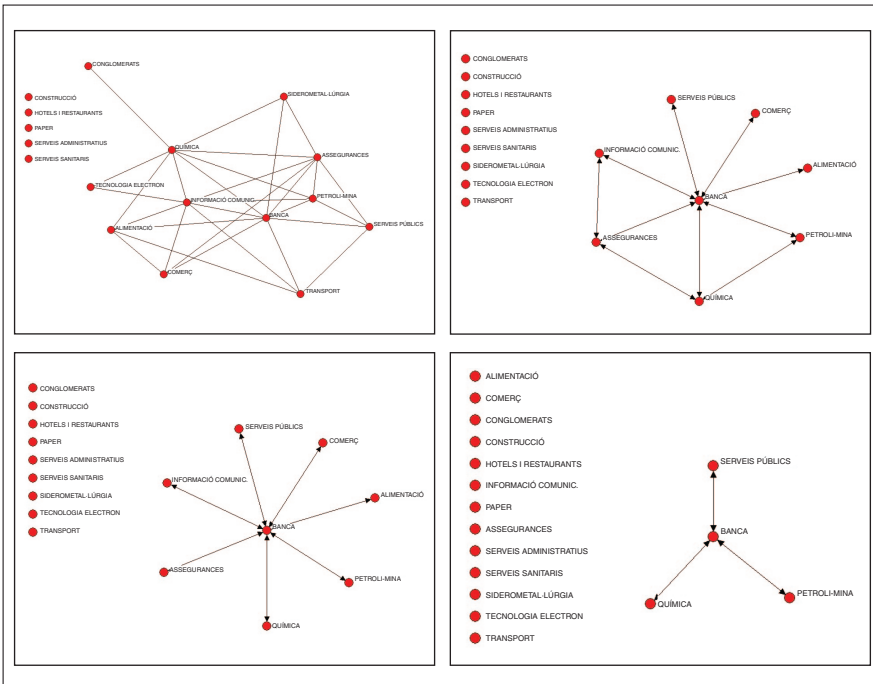 CONGLOMERATS
SIDEROMETAL·LÚRGIA
CONSTRUCCIÓ
HOTELS I RESTAURANTS
PAPER
SERVEIS ADMINISTRATIUS
SERVEIS SANITARIS
QUÍMICA
ASSEGURANCES
TECNOLOGIA ELECTRON
PETROLI-MINA
INFORMACIÓ COMUNIC.
BANCA
ALIMENTACIÓ
SERVEIS PÚBLICS
COMERÇ
TRANSPORT
CONGLOMERATS
CONSTRUCCIÓ
HOTELS I RESTAURANTS
PAPER
SERVEIS ADMINISTRATIUS
SERVEIS SANITARIS
SIDEROMETAL·LÚRGIA
TECNOLOGIA ELECTRON
TRANSPORT
SERVEIS PÚBLICS
COMERÇ
INFORMACIÓ COMUNIC.
ALIMENTACIÓ
BANCA
ASSEGURANCES
PETROLI-MINA
QUÍMICA
CONGLOMERATS
CONSTRUCCIÓ
HOTELS I RESTAURANTS
PAPER
SERVEIS ADMINISTRATIUS
SERVEIS SANITARIS
SIDEROMETAL·LÚRGIA
TECNOLOGIA ELECTRON
TRANSPORT
SERVEIS PÚBLICS
COMERÇ
INFORMACIÓ COMUNIC.
ALIMENTACIÓ
BANCA
ASSEGURANCES
PETROLI-MINA
QUÍMICA
ALIMENTACIÓ
COMERÇ
CONGLOMERATS
CONSTRUCCIÓ
HOTELS I RESTAURANTS
INFORMACIÓ COMUNIC.
PAPER
ASSEGURANCES
SERVEIS ADMINISTRATIUS
SERVEIS SANITARIS
SIDEROMETAL·LÚRGIA
TECNOLOGIA ELECTRON
TRANSPORT
SERVEIS PÚBLICS
BANCA
PETROLI-MINA
QUÍMICA